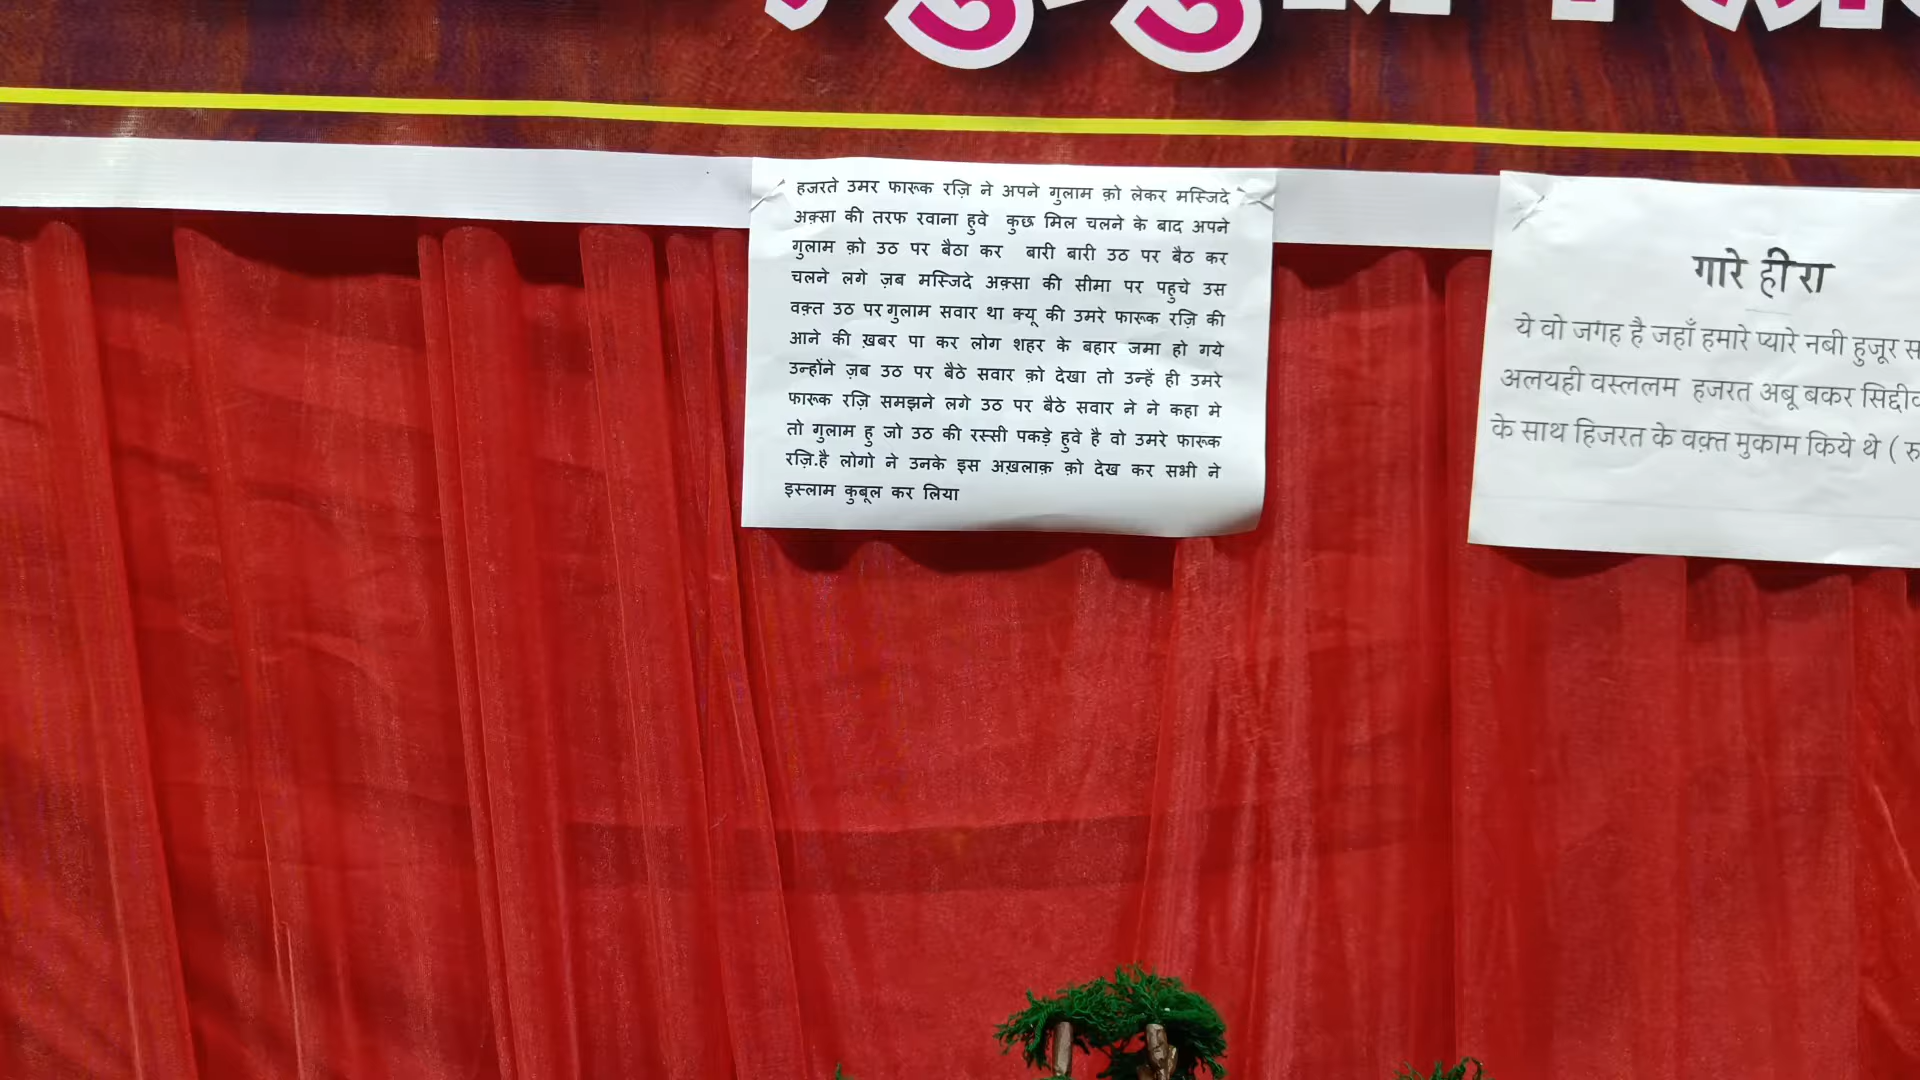 हजरते उमर फारूक रज़ि ने अपने गुलाम क़ो लेकर मस्जिदे
अक़्सा की तरफ रवाना हुवे कुछ मिल चलने के बाद अपने
गुलाम क़ो उठ पर बैठा कर बारी बारी उठ पर बैठ कर
चलने लगे ज़ब मस्जिदे अक़्सा की सीमा पर पहुचे उस
वक़्त उठ पर गुलाम सवार था क्यू की उमरे फारूक रज़ि की
आने की ख़बर पा कर लोग शहर के बहार जमा हो गये
उन्होंने ज़ब उठ पर बैठे सवार क़ो देखा तो उन्हें ही उमरे
फारूक रज़ि समझने लगे उठ पर बैठे सवार ने ने कहा मे
तो गुलाम हु जो उठ की रस्सी पकड़े हुवे है वो उमरे फारूक
रज़ि.है लोगो ने उनके इस अख़लाक़ क़ो देख कर सभी ने
इस्लाम कुबूल कर लिया
गारे ही रा
ये वो जगह है जहाँ हमारे प्यारे नबी हुजूर
अलयही वस्ललम हजरत अबू बकर
के साथ हिजरत के वक़्त मुकाम किये थे (